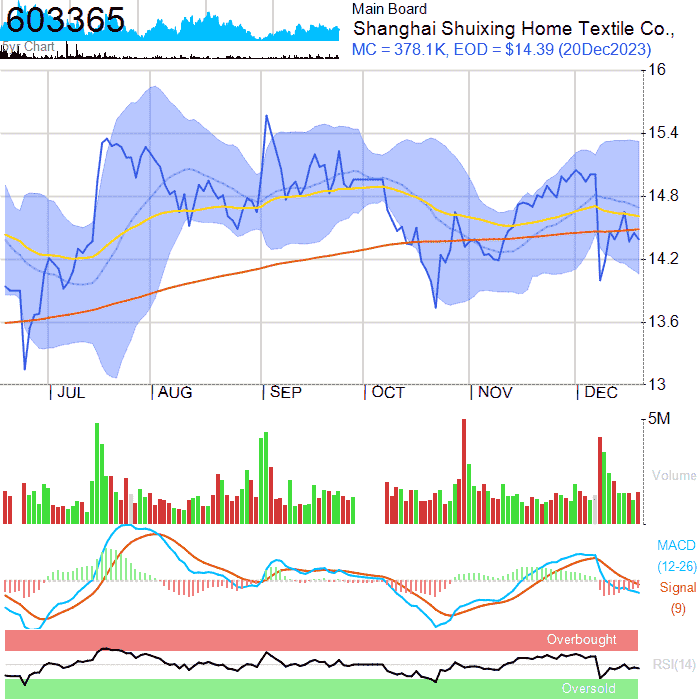 603365
5yr Chart
Main Board
Shanghai Shuixing Home Textile Co.,
MC = 378.1K, EOD = $14.39 (20Dec2023)
16
15.4
14.8
14.2
13.6
13
JUL AUG SEP OCT NOV DEC
5M
Volume
MACD
(12-26)
Signal
(9)
Overbought
RSI(14)
Oversold